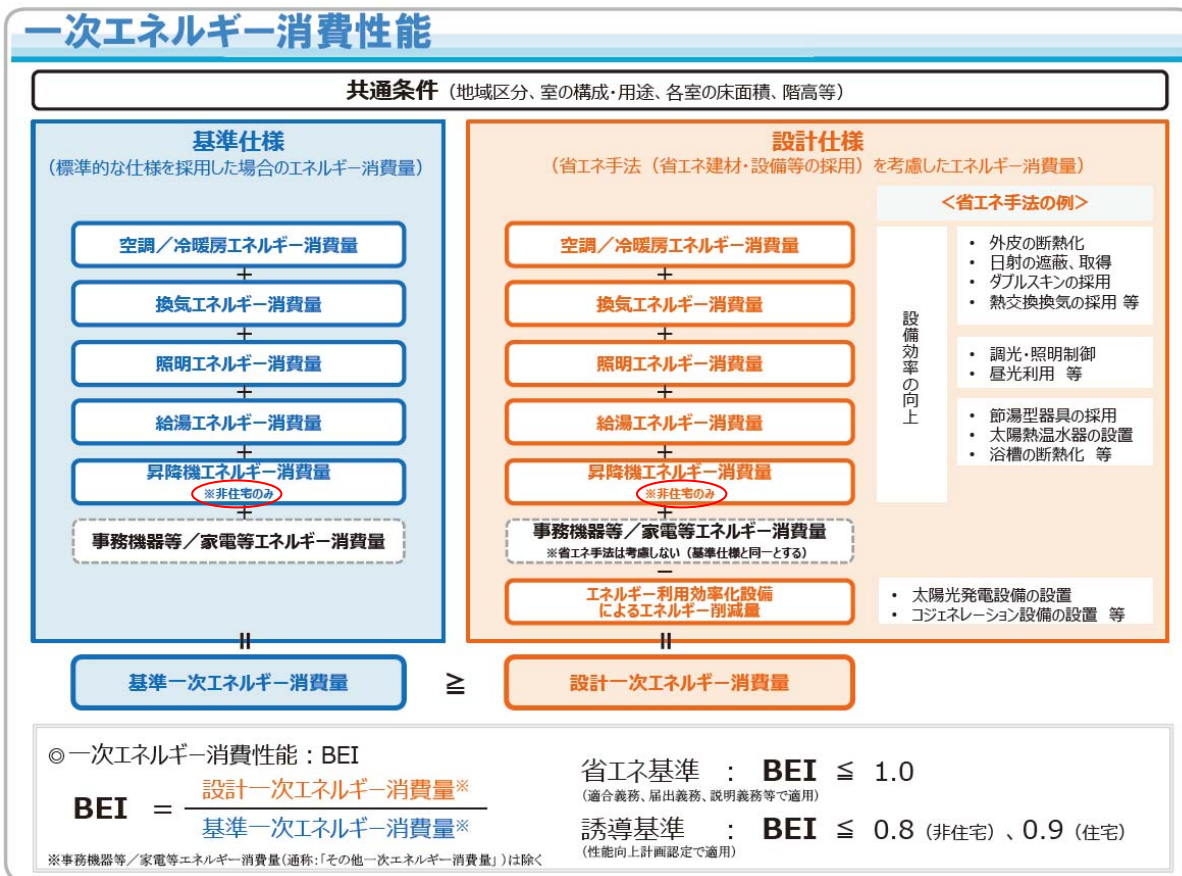 一次エネルギー消費性能
共通条件（地域区分、室の構成・用途、各室の床面積、階高等）
基準仕様
（標準的な仕様を採用した場合のエネルギー消費量）
空調／冷暖房エネルギー消費量
＋
換気エネルギー消費量
＋
照明エネルギー消費量
＋
給湯エネルギー消費量
＋
昇降機エネルギー消費量
※非住宅のみ
＋
事務機器等／家電等エネルギー消費量
＝
基準一次エネルギー消費量
≧
設計仕様
（省エネ手法（省エネ建材・設備等の採用）を考慮したエネルギー消費量）
空調／冷暖房エネルギー消費量
＋
換気エネルギー消費量
＋
照明エネルギー消費量
＋
給湯エネルギー消費量
＋
昇降機エネルギー消費量
※非住宅のみ
＋
事務機器等／家電等エネルギー消費量
※省エネ手法は考慮しない（基準仕様と同一とする）
－
エネルギー利用効率化設備
によるエネルギー削減量
＝
設計一次エネルギー消費量
設備効率の向上
＜省エネ手法の例＞
・ 外皮の断熱化
・ 日射の遮蔽、取得
・ ダブルスキンの採用
・ 熱交換換気の採用 等
・ 調光・照明制御
・ 昼光利用 等
・ 節湯型器具の採用
・ 太陽熱温水器の設置
・ 浴槽の断熱化 等
・ 太陽光発電設備の設置
・ コジェネレーション設備の設置 等
◎一次エネルギー消費性能：BEI
BEI ＝
設計一次エネルギー消費量※
基準一次エネルギー消費量※
※事務機器等／家電等エネルギー消費量（通称：「その他一次エネルギー消費量」）は除く
省エネ基準 ： BEI ≦ 1.0
（適合義務、届出義務、説明義務等で適用）
誘導基準 ： BEI ≦ 0.8（非住宅）、0.9（住宅）
（性能向上計画認定で適用）